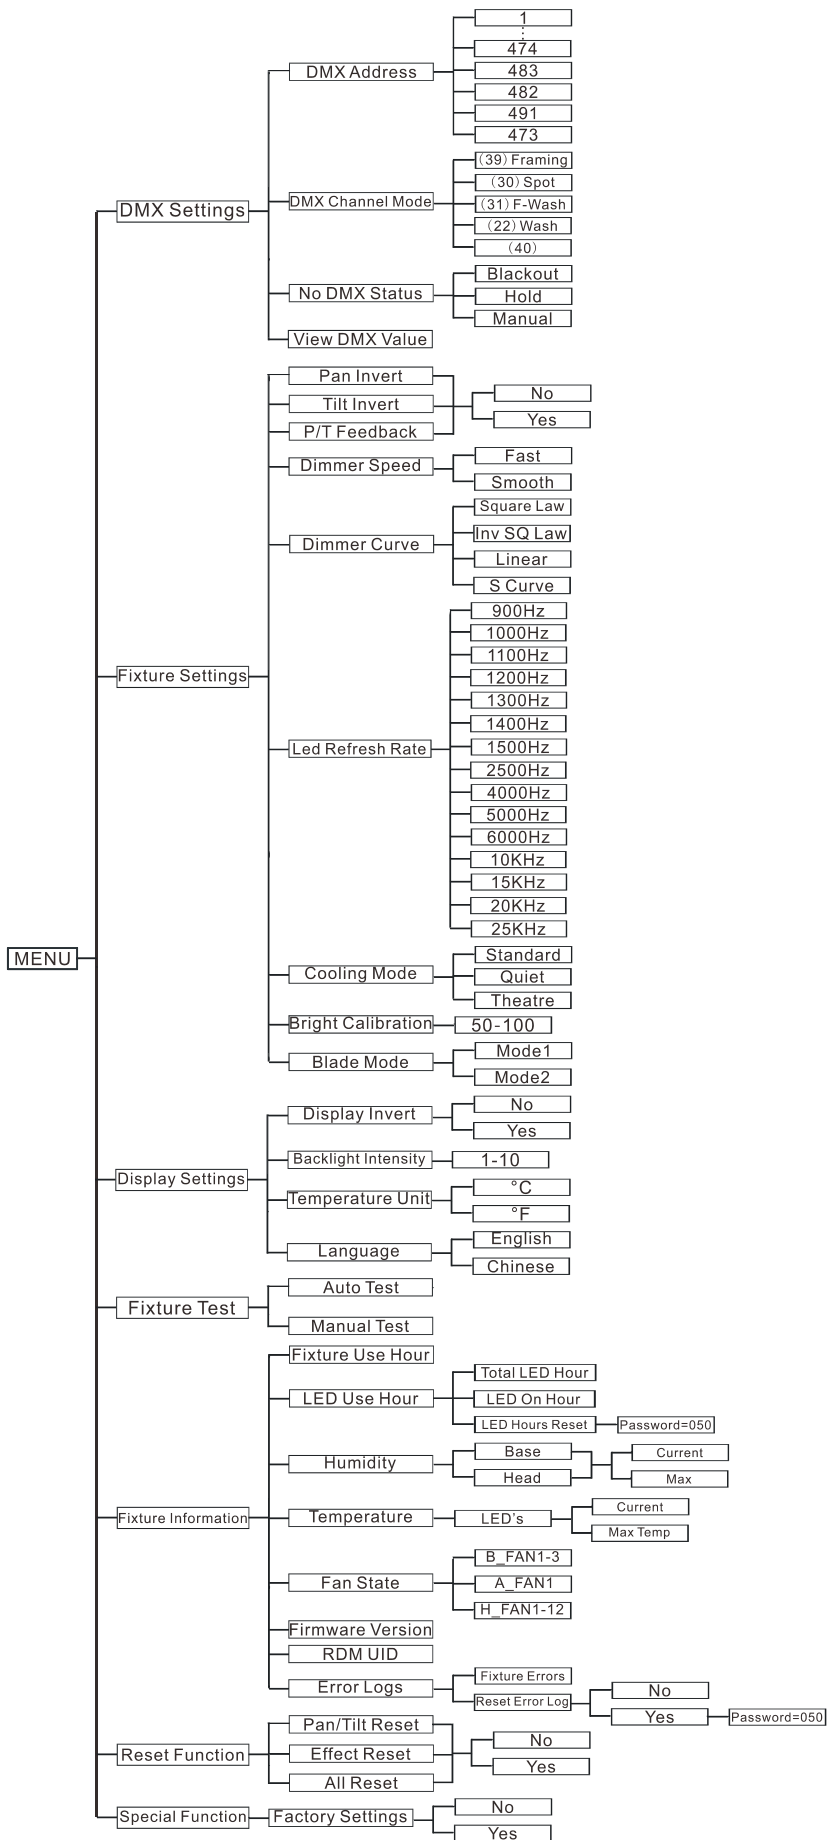 MENU
DMX Settings
DMX Address
1
⋮
474
483
482
491
473
DMX Channel Mode
(39) Framing
(30) Spot
(31) F-Wash
(22) Wash
(40)
No DMX Status
Blackout
Hold
Manual
View DMX Value
Fixture Settings
Pan Invert
Tilt Invert
P/T Feedback
No
Yes
Dimmer Speed
Fast
Smooth
Dimmer Curve
Square Law
Inv SQ Law
Linear
S Curve
Led Refresh Rate
900Hz
1000Hz
1100Hz
1200Hz
1300Hz
1400Hz
1500Hz
2500Hz
4000Hz
5000Hz
6000Hz
10KHz
15KHz
20KHz
25KHz
Cooling Mode
Standard
Quiet
Theatre
Bright Calibration
50-100
Blade Mode
Mode1
Mode2
Display Settings
Display Invert
No
Yes
Backlight Intensity
1-10
Temperature Unit
°C
°F
Language
English
Chinese
Fixture Test
Auto Test
Manual Test
Fixture Information
Fixture Use Hour
LED Use Hour
Total LED Hour
LED On Hour
LED Hours Reset
Password=050
Humidity
Base
Head
Current
Max
Temperature
LED's
Current
Max Temp
Fan State
B_FAN1-3
A_FAN1
H_FAN1-12
Firmware Version
RDM UID
Error Logs
Fixture Errors
Reset Error Log
No
Yes
Password=050
Reset Function
Pan/Tilt Reset
Effect Reset
All Reset
No
Yes
Special Function
Factory Settings
No
Yes